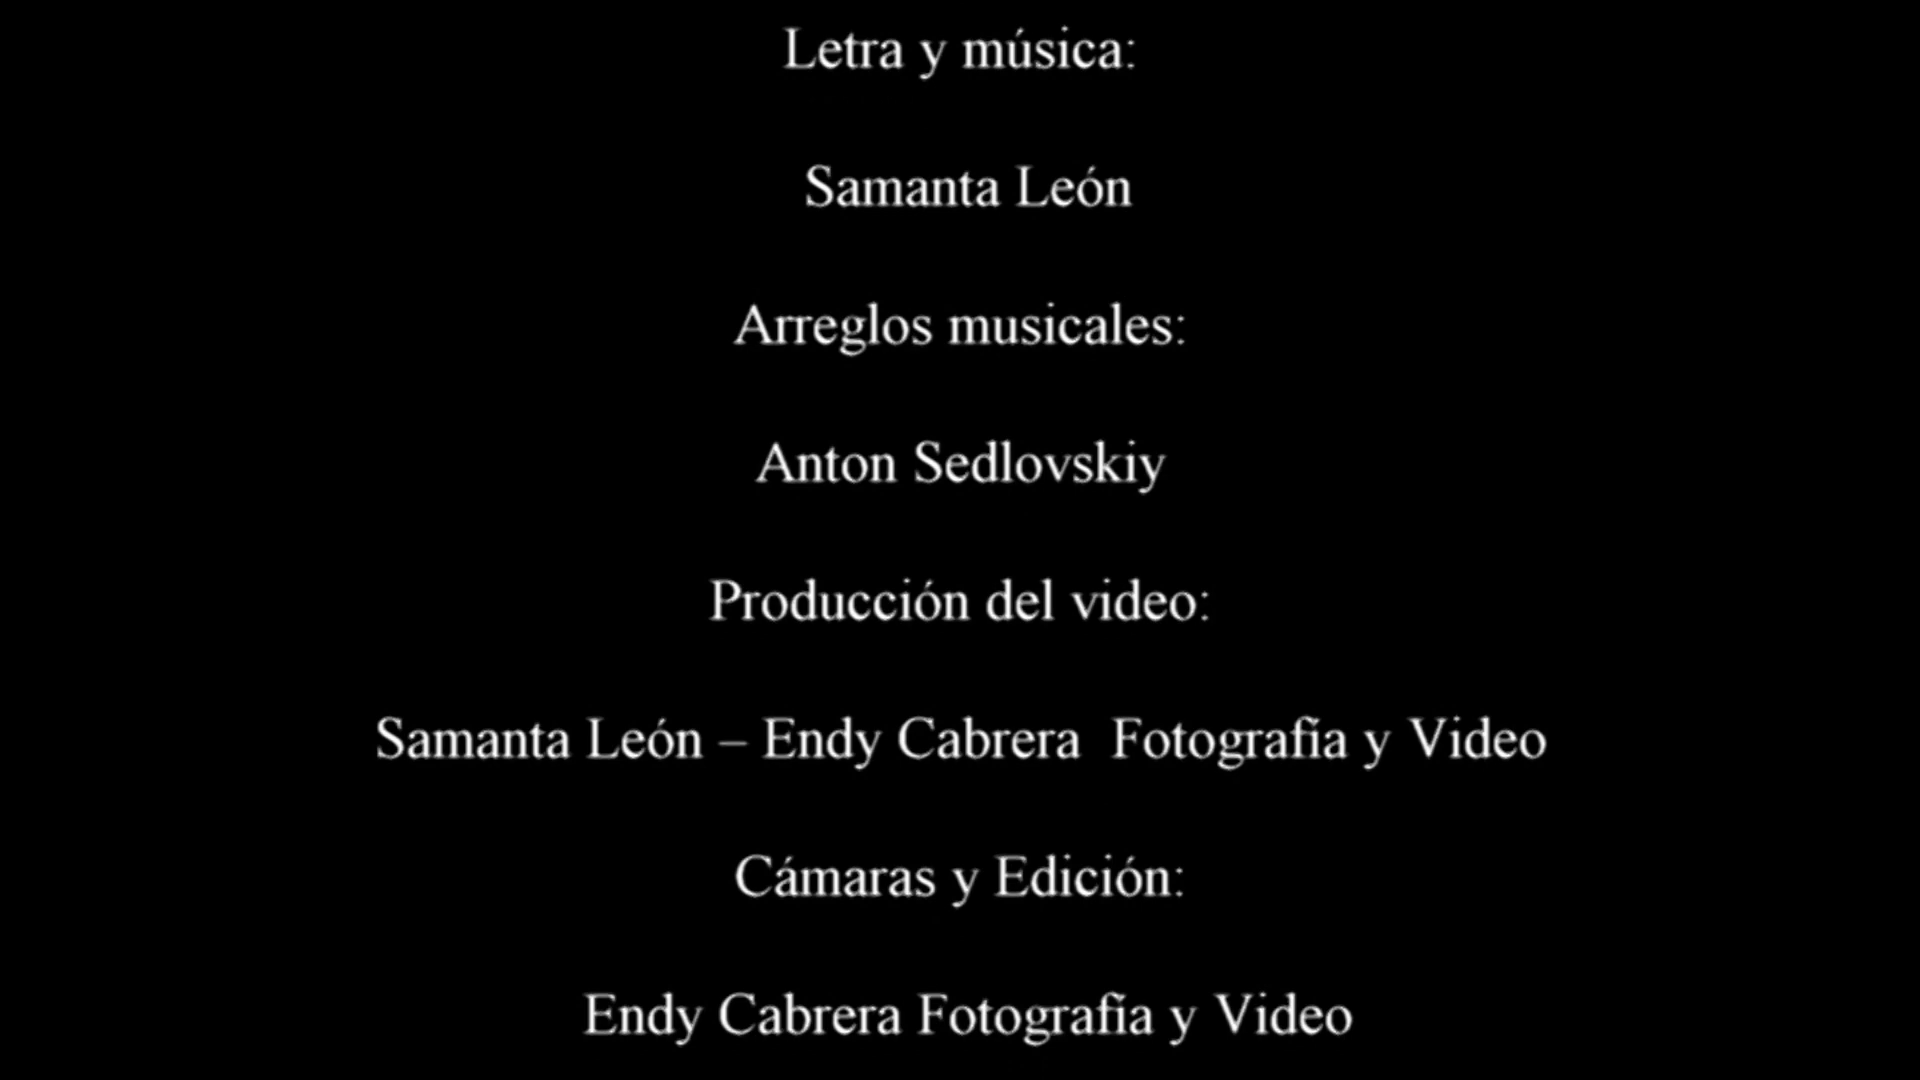 Letra y música:
Samanta León
Arreglos musicales:
Anton Sedlovskiy
Producción del video:
Samanta León – Endy Cabrera  Fotografía y Video
Cámaras y Edición:
Endy Cabrera Fotografía y Video